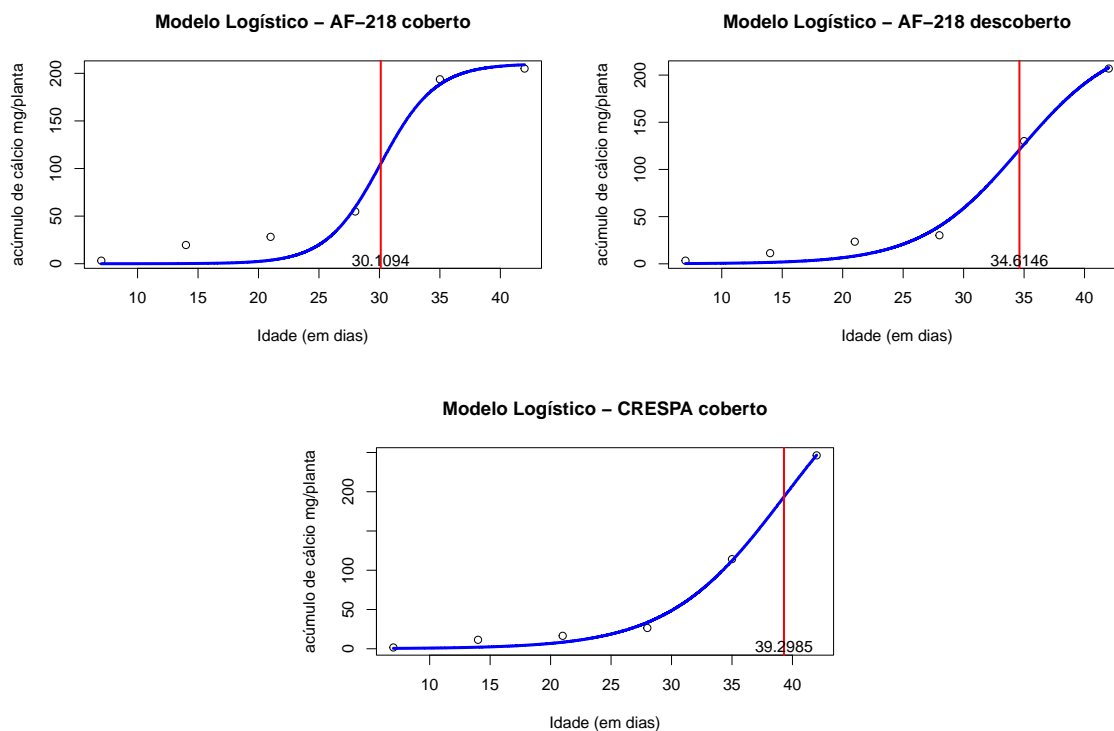 Modelo Logístico − AF−218 coberto
acúmulo de cálcio mg/planta
200
150
100
50
0
30.1094
10 15 20 25 30 35 40
Idade (em dias)
Modelo Logístico − AF−218 descoberto
acúmulo de cálcio mg/planta
200
150
100
50
0
34.6146
10 15 20 25 30 35 40
Idade (em dias)
Modelo Logístico − CRESPA coberto
acúmulo de cálcio mg/planta
200
100
50
0
39.2985
10 15 20 25 30 35 40
Idade (em dias)